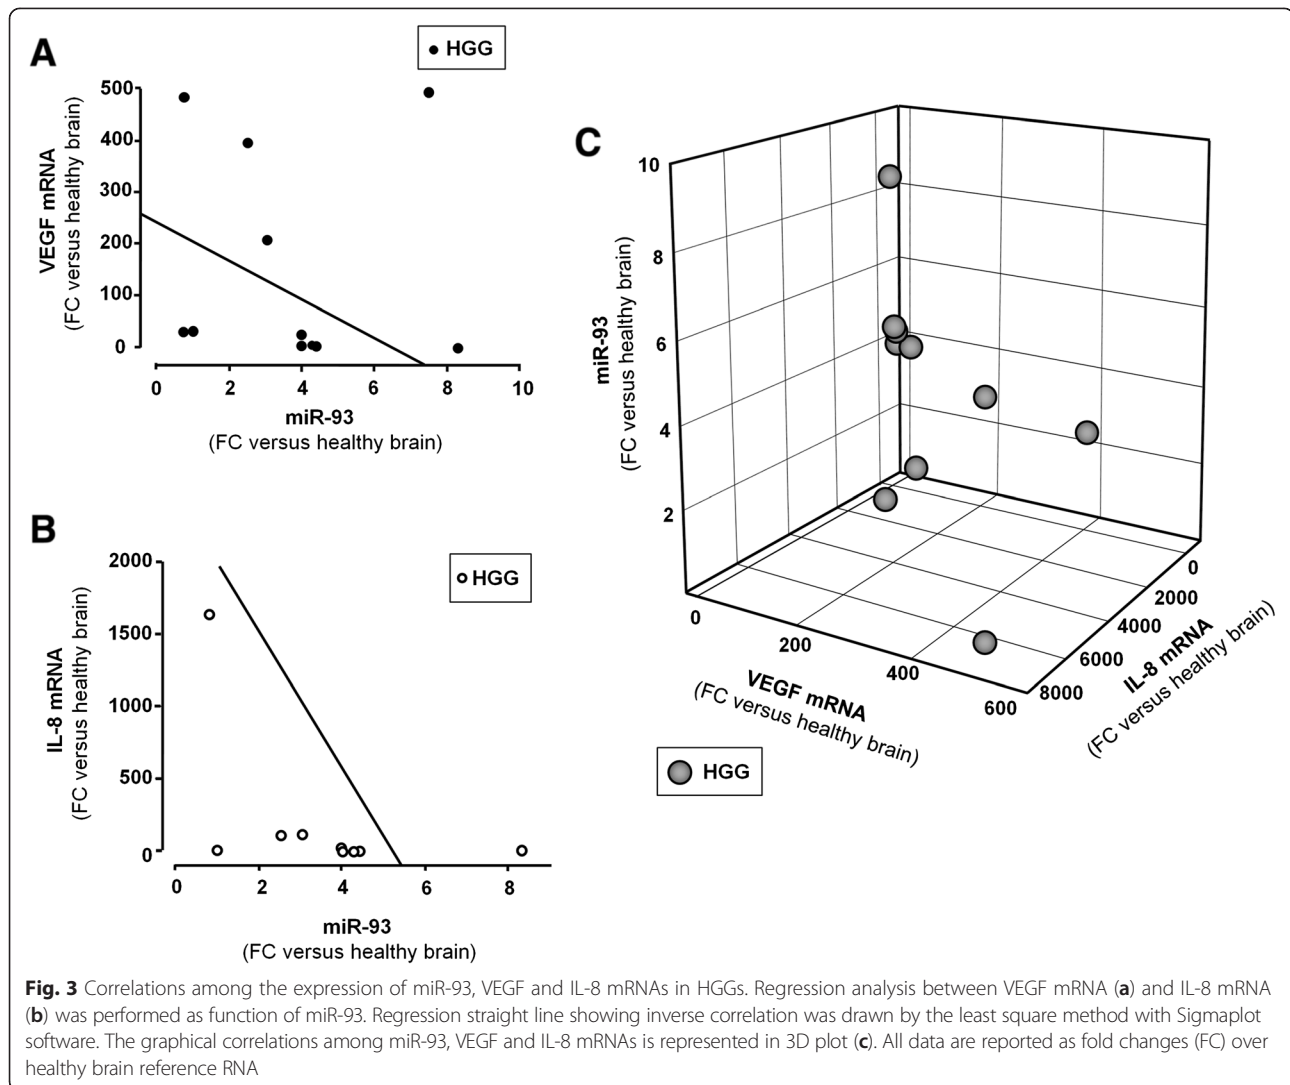 A
HGG
500
400
300
200
100
0
VEGF mRNA
(FC versus healthy brain)
0 2 4 6 8 10
miR-93
(FC versus healthy brain)
B
HGG
2000
1500
1000
500
0
IL-8 mRNA
(FC versus healthy brain)
0 2 4 6 8
miR-93
(FC versus healthy brain)
C
10
8
6
4
2
miR-93
(FC versus healthy brain)
0
200
400
600
VEGF mRNA
(FC versus healthy brain)
0
2000
4000
6000
8000
IL-8 mRNA
(FC versus healthy brain)
HGG
Fig. 3 Correlations among the expression of miR-93, VEGF and IL-8 mRNAs in HGGs. Regression analysis between VEGF mRNA (a) and IL-8 mRNA
(b) was performed as function of miR-93. Regression straight line showing inverse correlation was drawn by the least square method with Sigmaplot
software. The graphical correlations among miR-93, VEGF and IL-8 mRNAs is represented in 3D plot (c). All data are reported as fold changes (FC) over
healthy brain reference RNA